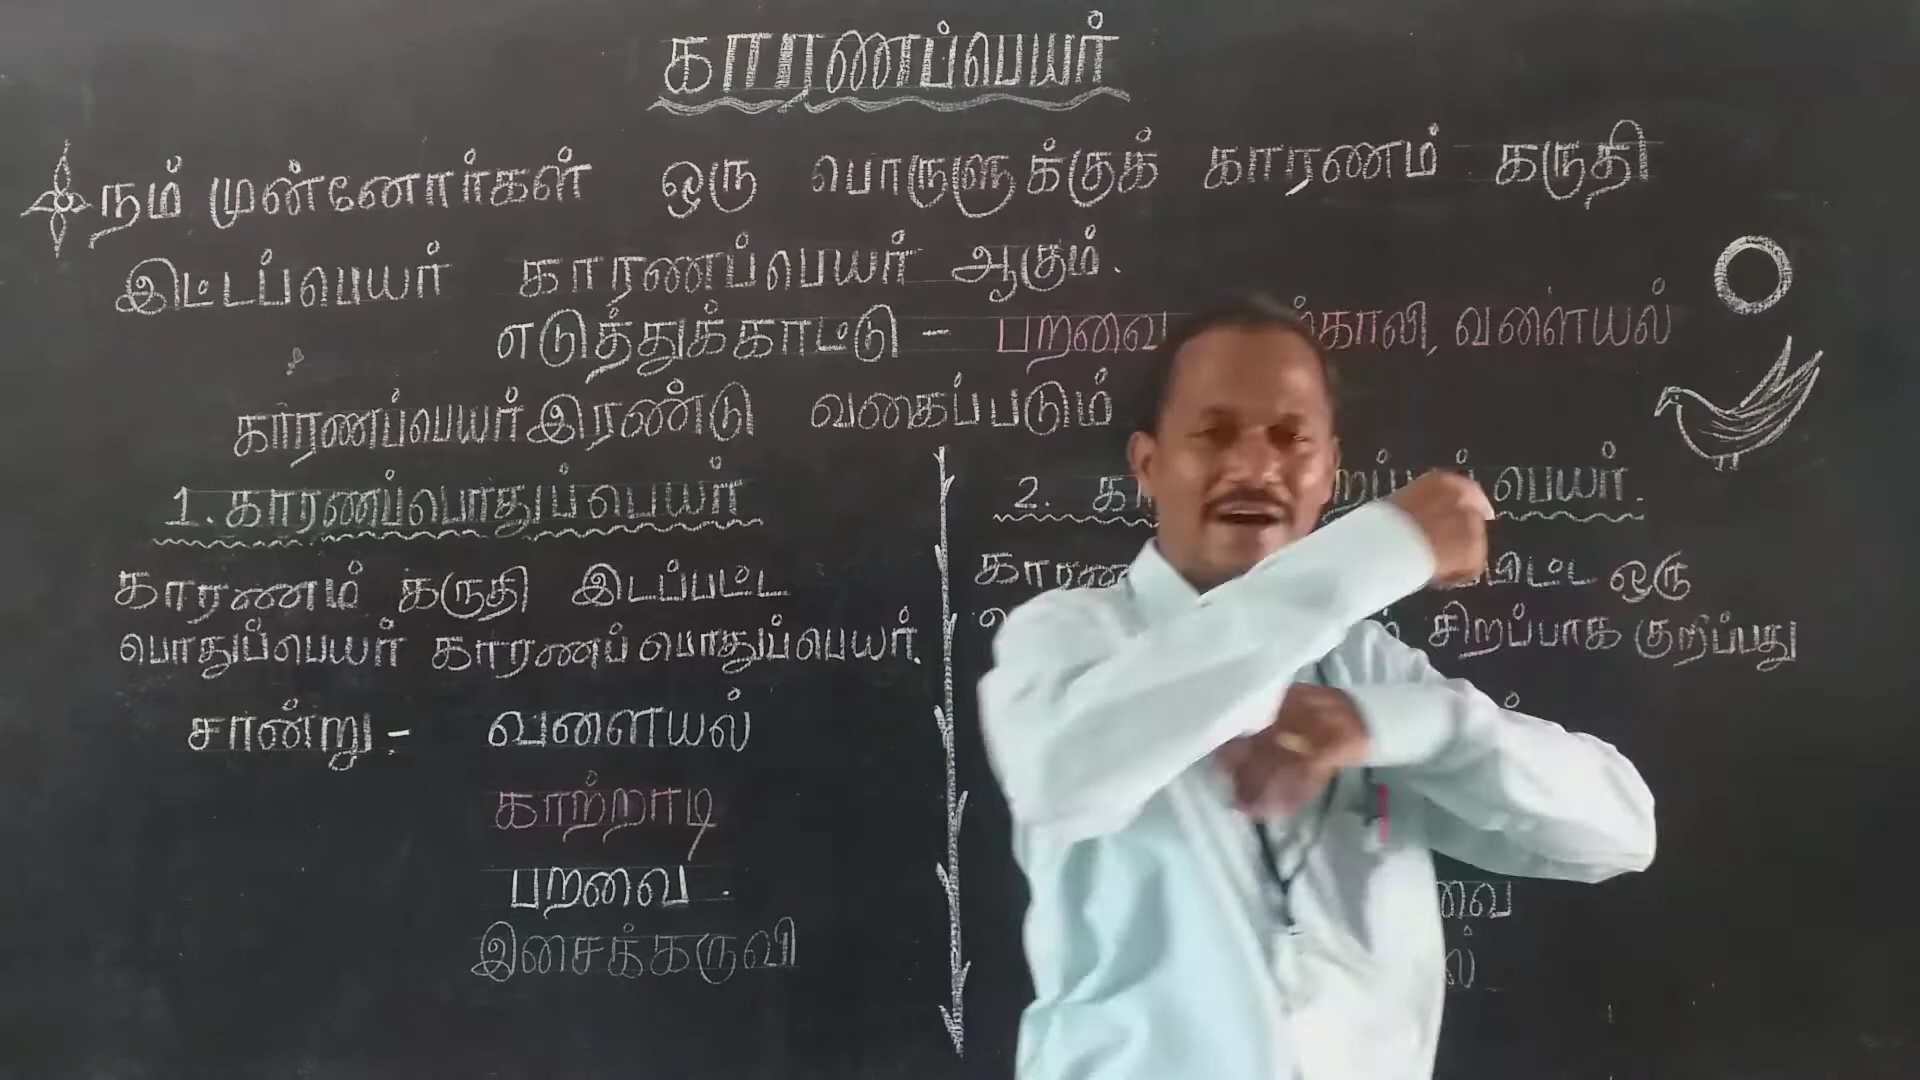 காரணப்பெயர்
நம் முன்னோர்கள் ஒரு பொருளுக்குக் காரணம் கருதி
இட்டப்பெயர் காரணப்பெயர் ஆகும்.
எடுத்துக்காட்டு - பறவை வளையல்
காரணப்பெயர் இரண்டு வகைப்படும்
1. காரணப்பொதுப்பெயர்
காரணம் கருதி இடப்பட்ட
பொதுப்பெயர் காரணப் பொதுப்பெயர்.
சான்று:- வளையல்
காற்றாடி
பறவை.
இசைக்கருவி
2.
ஒரு
சிறப்பாக குறிப்பது